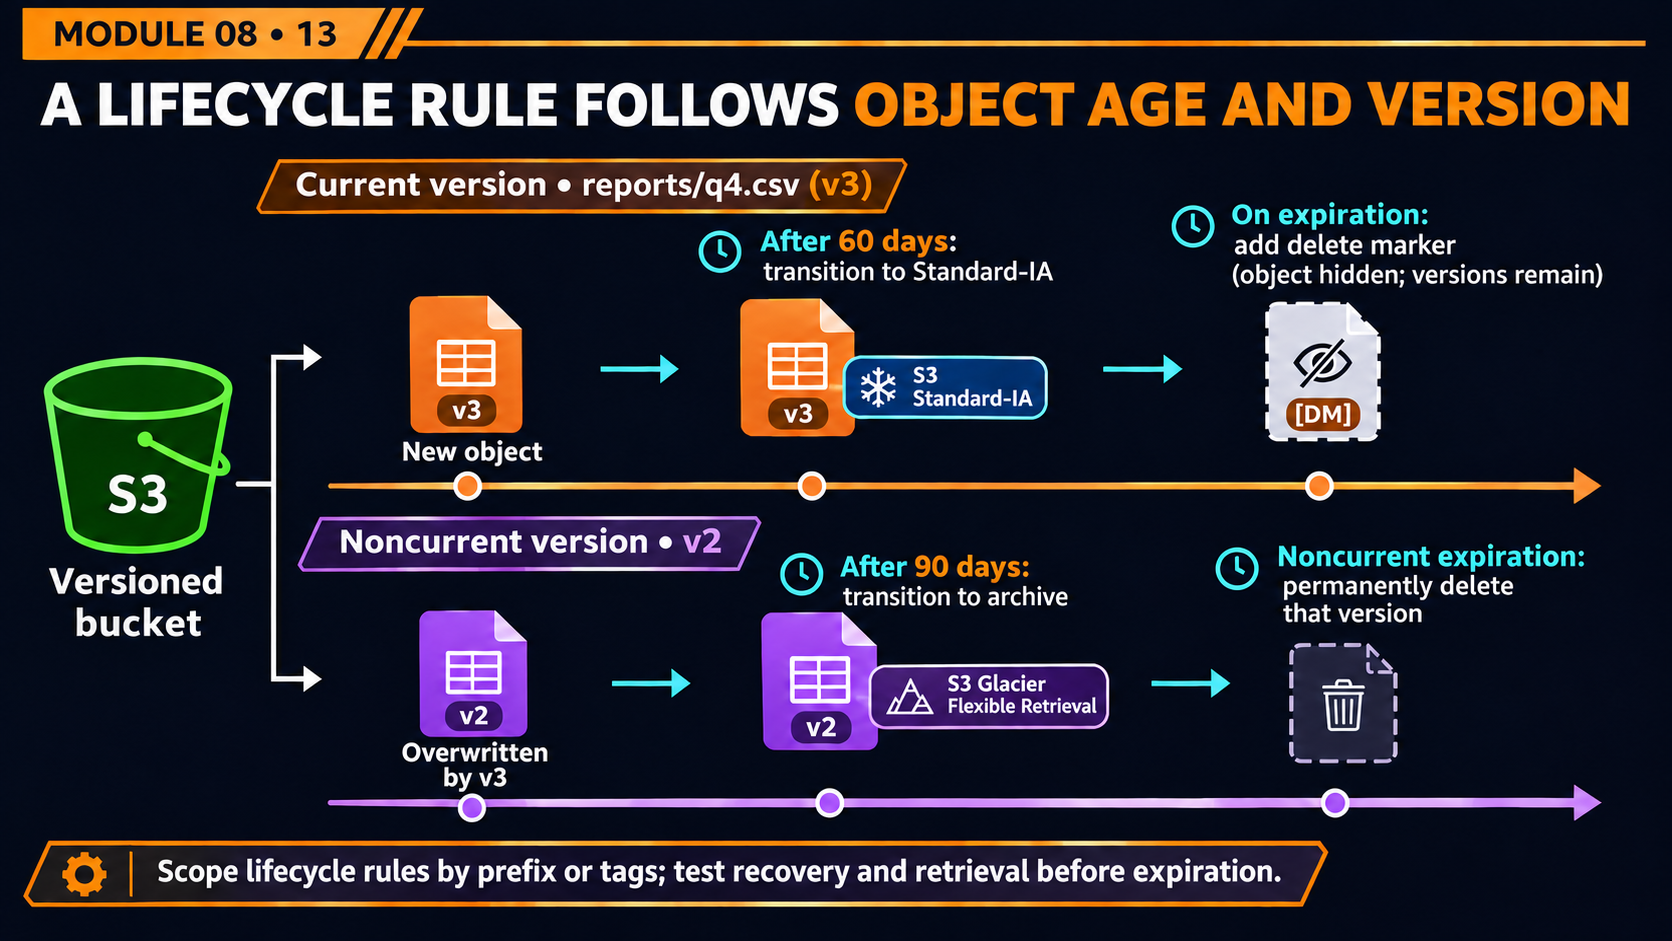 MODULE 08 • 13
A LIFECYCLE RULE FOLLOWS OBJECT AGE AND VERSION
Current version • reports/q4.csv (v3)
After 60 days:
transition to Standard-IA
On expiration:
add delete marker
(object hidden; versions remain)
v3
New object
v3
S3
Standard-IA
[DM]
S3
Versioned
bucket
Noncurrent version • v2
After 90 days:
transition to archive
Noncurrent expiration:
permanently delete
that version
v2
Overwritten
by v3
v2
S3 Glacier
Flexible Retrieval
Scope lifecycle rules by prefix or tags; test recovery and retrieval before expiration.